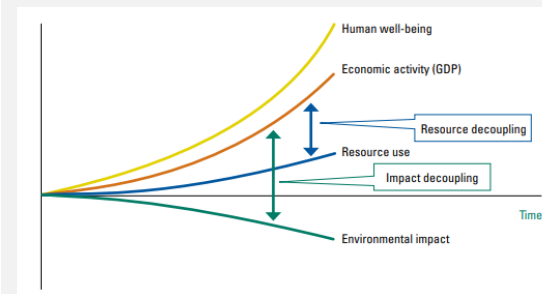 Human well-being
Economic activity (GDP)
Resource decoupling
Resource use
Impact decoupling
Time
Environmental impact